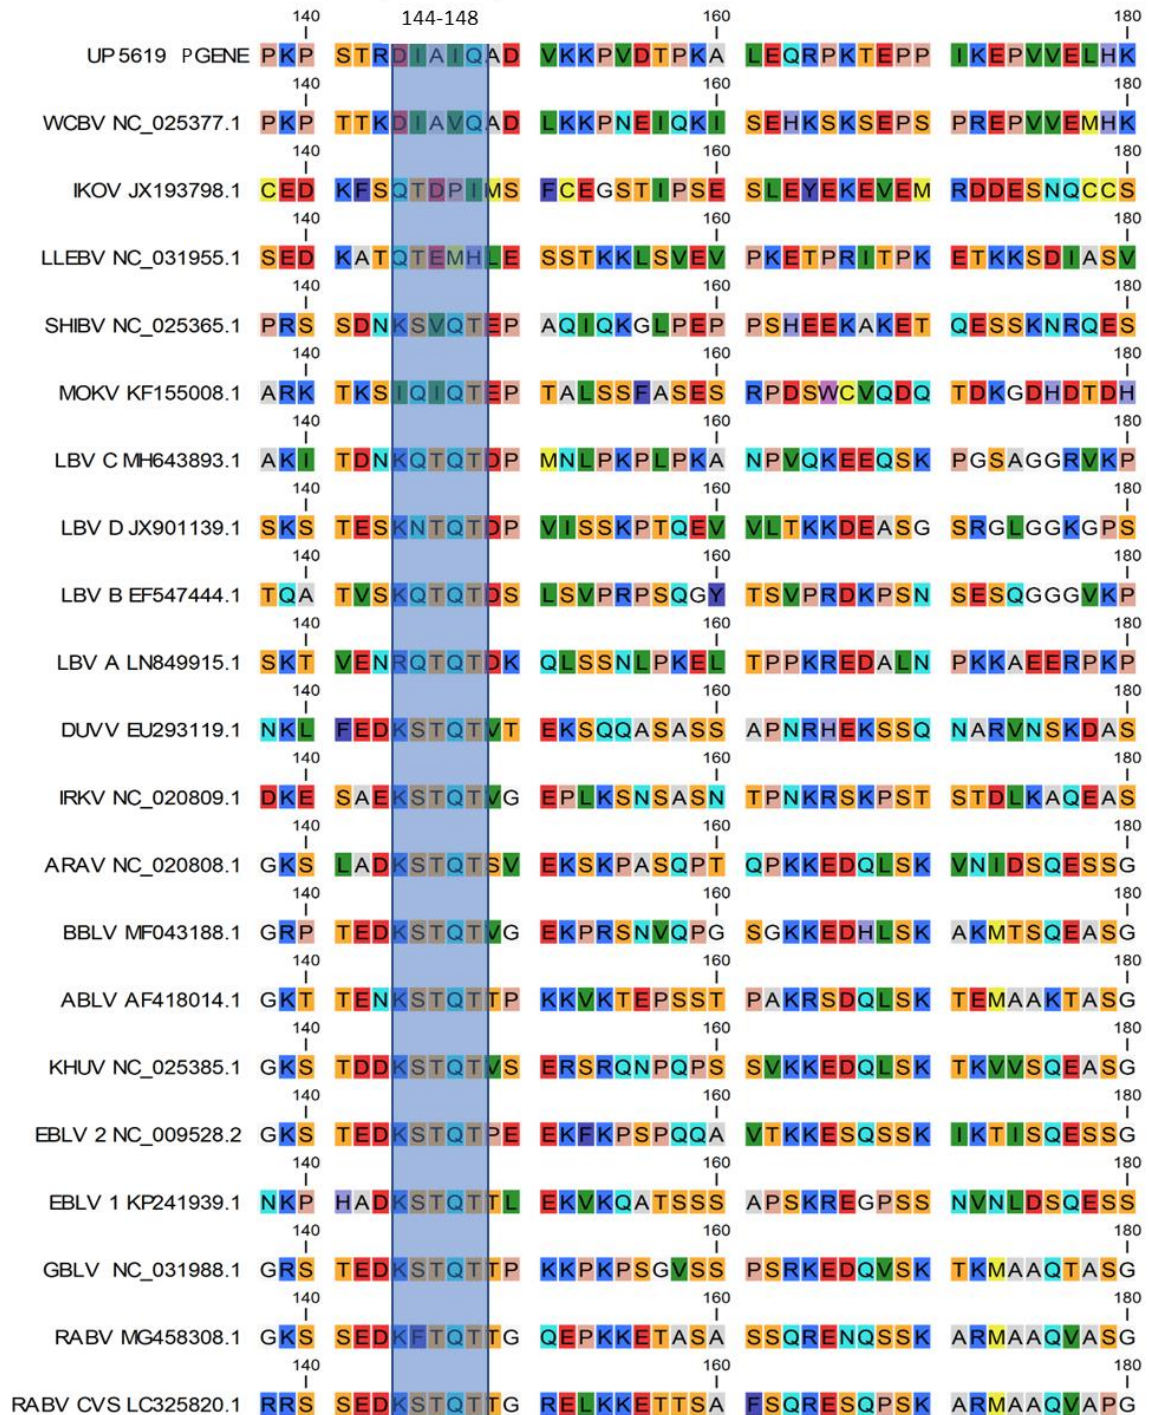 140 144-148 160 180
UP 5619 PGENE PKP STRDIAIQAD VKKPVDTPKA LEQRPKTEPP IKEPVVELHK
140 160 180
WCBV NC_025377.1 PKP TTKDIAVQAD LKKPNEIQKI SEHKSKSEPS PREPVVEMHK
140 160 180
IKOV JX193798.1 CED KFSQTDPIMS FCEGSTIPSE SLEYEKEVEM RDDESNQCCS
140 160 180
LLEBV NC_031955.1 SED KATQTEMHLE SSTKKLSVEV PKETPRITPK ETKKSDIASV
140 160 180
SHIBV NC_025365.1 PRS SDNKSVQTEP AQIQKGLPEP PSHEEKAKET QESSKNRQES
140 160 180
MOKV KF155008.1 ARK TKSIQIQTEP TALSSFASES RPDSWCVQDQ TDKGDHDTDH
140 160 180
LBV C MH643893.1 AKI TDNKQTQTDP MNLPKPLPKA NPVQKEEQSK PGSAGGRVKP
140 160 180
LBV D JX901139.1 SKS TESKNTQTDP VISSKPTQEV VLTKKDEASG SRGLGGKGPS
140 160 180
LBV B EF547444.1 TQA TVSKQTQTDS LSVPRPSQGY TSVPRDKPSN SESQGGGVKP
140 160 180
LBV A LN849915.1 SKT VENRQTQTDK QLSSNLPKEL TPPKREDALN PKKAEERPKP
140 160 180
DUVV EU293119.1 NKL FEDKSTQTVT EKSQQASASS APNRHEKSSQ NARVNSKDAS
140 160 180
IRKV NC_020809.1 DKE SAEKSTQTVG EPLKSNSASN TPNKRSKPST STDLKAQEAS
140 160 180
ARAV NC_020808.1 GKS LADKSTQTSV EKSKPASQPT QPKKEDQLSK VNIDSQESSG
140 160 180
BBLV MF043188.1 GRP TEDKSTQTVG EKPRSNVQPG SGKKEDHLSK AKMTSQEASG
140 160 180
ABLV AF418014.1 GKT TENKSTQTTP KKVKTEPSST PAKRSDQLSK TEMAAKTASG
140 160 180
KHUV NC_025385.1 GKS TDDKSTQTVS ERSRQNPQPS SVKKEDQLSK TKVVSQEASG
140 160 180
EBLV 2 NC_009528.2 GKS TEDKSTQTPE EKFKPSPQQA VTKKESQSSK IKTISQESSG
140 160 180
EBLV 1 KP241939.1 NKP HADKSTQTTL EKVKQATSSS APSKREGPSS NVNLDSQESS
140 160 180
GBLV NC_031988.1 GRS TEDKSTQTTP KKPKPSGVSS PSRKEDQVSK TKMAAQTASG
140 160 180
RABV MG458308.1 GKS SEDKFTQTTG QEPKKETASA SSQRENQSSK ARMAAQVASG
140 160 180
RABV CVS LC325820.1 RRS SEDKSTQTTG RELKKETTSA FSQRESQPSK ARMAAQVAPG